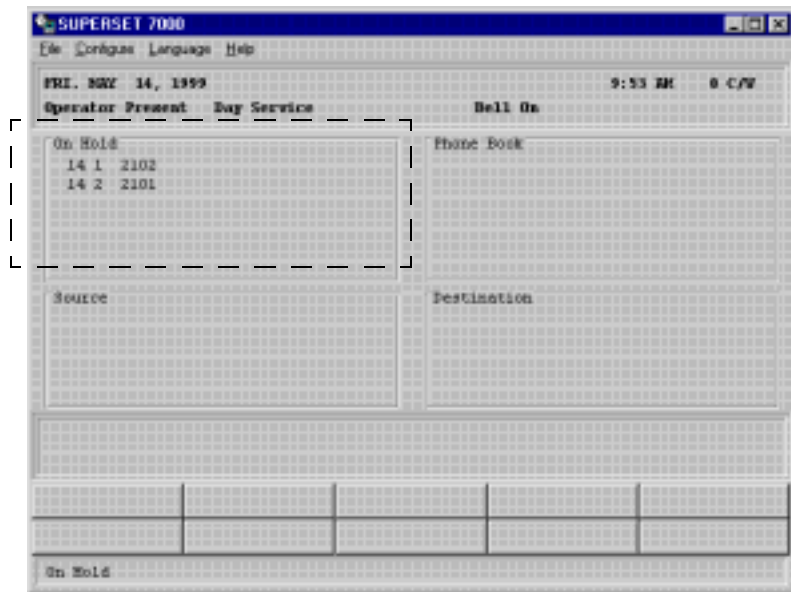 SUPERSET 7000
File Configure Language Help
FRI. MAY 14, 1999 9:53 AM 0 C/W
Operator Present Day Service Bell On
On Hold
14 1 2102
14 2 2101
Phone Book
Source
Destination
On Hold